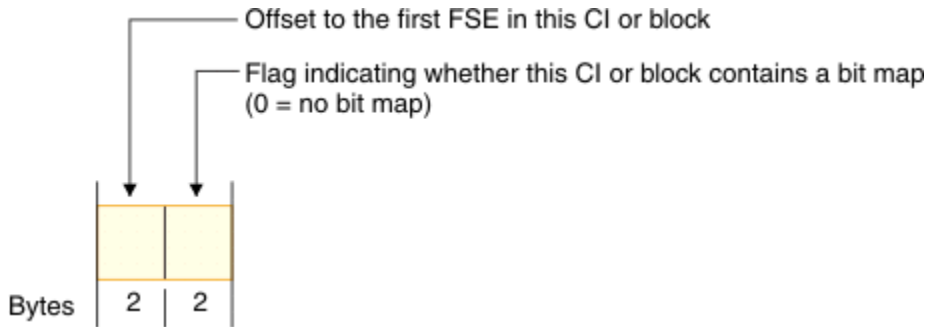 Offset to the first FSE in this CI or block
Flag indicating whether this CI or block contains a bit map
(0 = no bit map)
Bytes 2 2